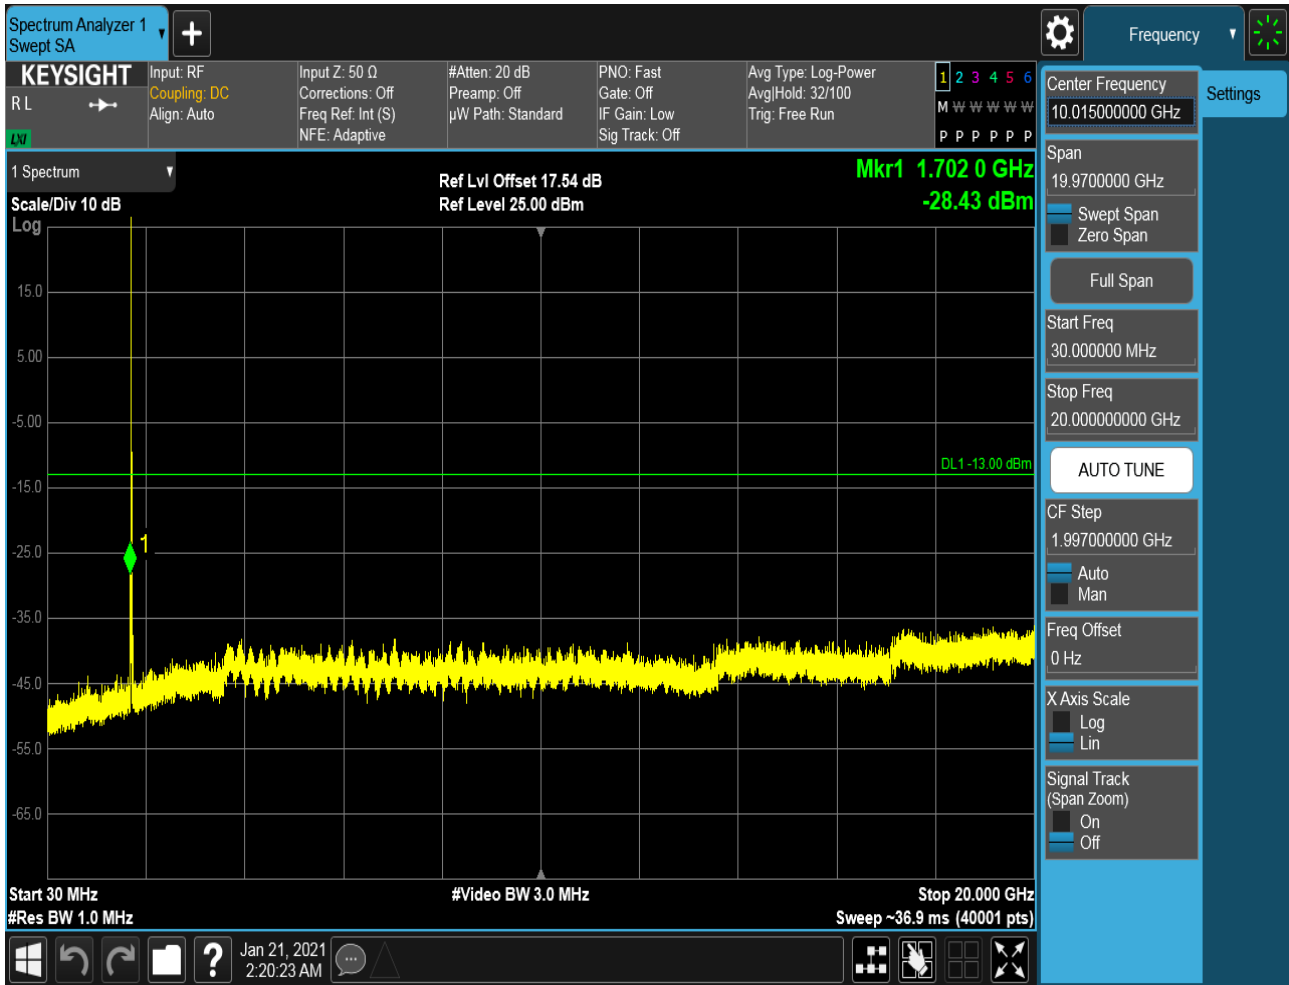 Spectrum Analyzer 1
Swept SA
Frequency
KEYSIGHT
R L
LXI
Input: RF
Coupling: DC
Align: Auto
Input Z: 50 Ω
Corrections: Off
Freq Ref: Int (S)
NFE: Adaptive
#Atten: 20 dB
Preamp: Off
µW Path: Standard
PNO: Fast
Gate: Off
IF Gain: Low
Sig Track: Off
Avg Type: Log-Power
Avg|Hold: 32/100
Trig: Free Run
1 2 3 4 5 6
M W W W W W
P P P P P P
1 Spectrum
Scale/Div 10 dB
Log
Ref Lvl Offset 17.54 dB
Ref Level 25.00 dBm
Mkr1 1.702 0 GHz
-28.43 dBm
15.0
5.00
-5.00
DL1 -13.00 dBm
-15.0
1
-25.0
-35.0
-45.0
-55.0
-65.0
Start 30 MHz
#Res BW 1.0 MHz
#Video BW 3.0 MHz
Stop 20.000 GHz
Sweep ~36.9 ms (40001 pts)
?
Jan 21, 2021
2:20:23 AM
Center Frequency
10.015000000 GHz
Settings
Span
19.9700000 GHz
Swept Span
Zero Span
Full Span
Start Freq
30.000000 MHz
Stop Freq
20.000000000 GHz
AUTO TUNE
CF Step
1.997000000 GHz
Auto
Man
Freq Offset
0 Hz
X Axis Scale
Log
Lin
Signal Track
(Span Zoom)
On
Off